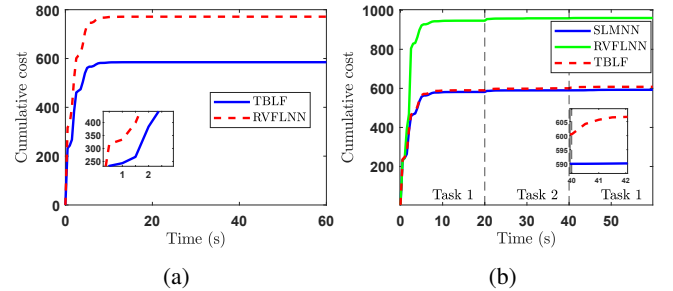 800
600
400
200
0
Cumulative cost
400
350
300
250
1
2
TBLF
RVFLNN
0
20
40
60
Time (s)
(a)
1000
800
600
400
200
Cumulative cost
SLMNN
RVFLNN
TBLF
605
600
595
590
40
41
42
Task 1
Task 2
Task 1
0
10
20
30
40
50
Time (s)
(b)